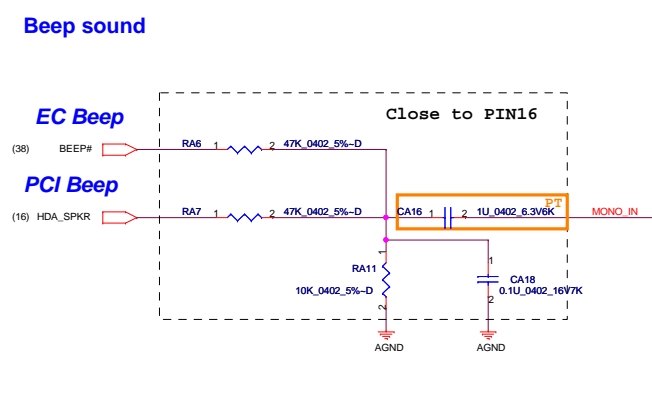 Beep sound
Close to PIN16
EC Beep
(38) BEEP# RA6 1 2 47K_0402_5%~D
PCI Beep
PT
(16) HDA_SPKR RA7 1 2 47K_0402_5%~D CA16 1 2 1U_0402_6.3V6K MONO_IN
1
1
RA11
10K_0402_5%~D
2
CA18
0.1U_0402_16V7K
2
AGND
AGND